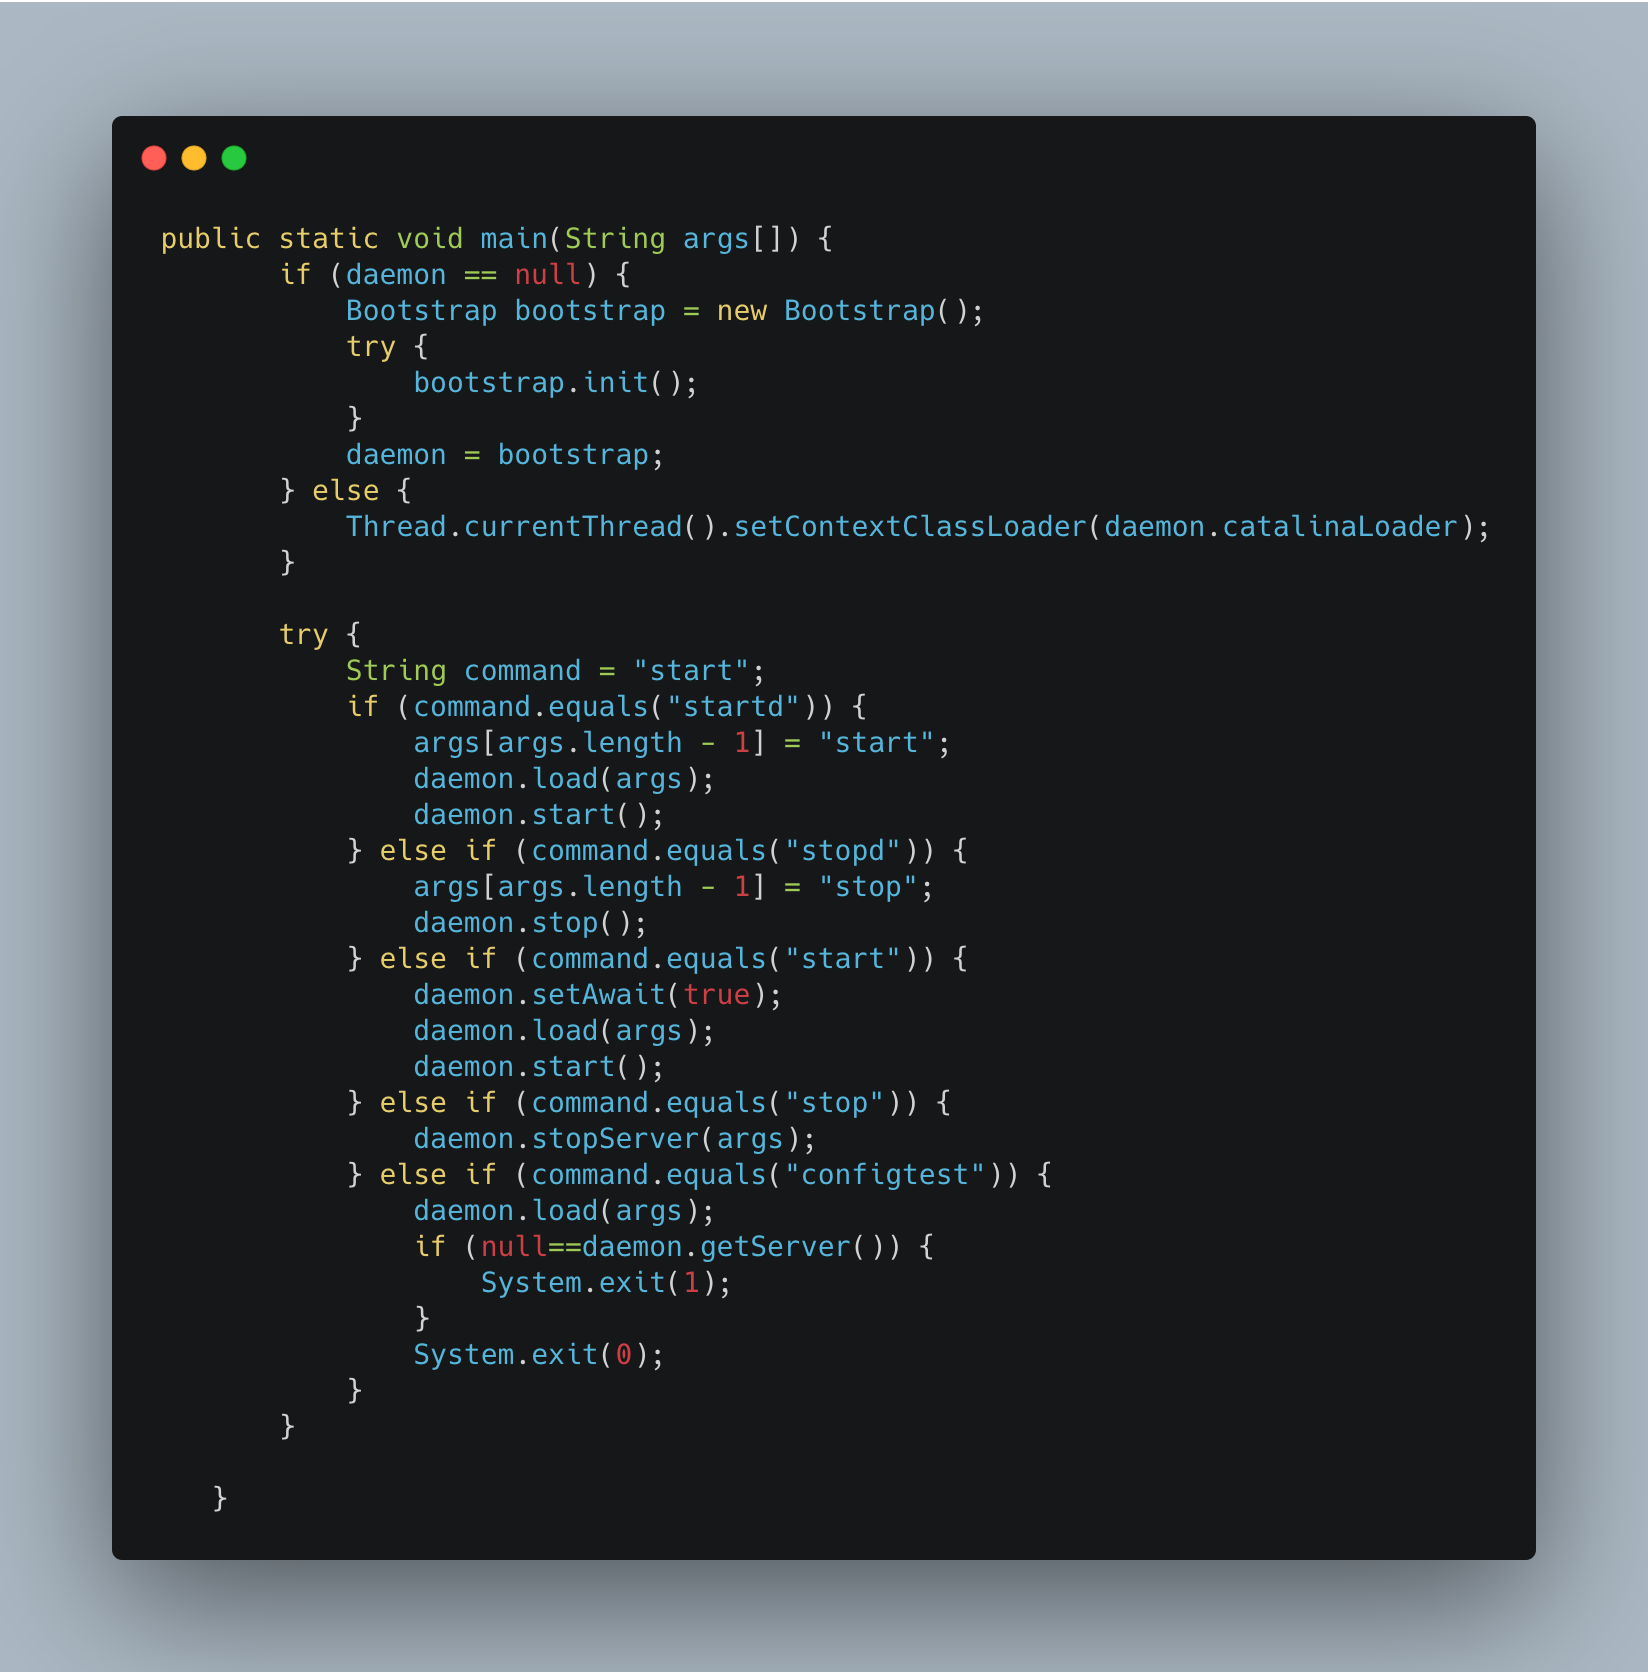 public static void main(String args[]) {
        if (daemon == null) {
            Bootstrap bootstrap = new Bootstrap();
            try {
                bootstrap.init();
            }
            daemon = bootstrap;
        } else {
            Thread.currentThread().setContextClassLoader(daemon.catalinaLoader);
        }

        try {
            String command = "start";
            if (command.equals("startd")) {
                args[args.length - 1] = "start";
                daemon.load(args);
                daemon.start();
            } else if (command.equals("stopd")) {
                args[args.length - 1] = "stop";
                daemon.stop();
            } else if (command.equals("start")) {
                daemon.setAwait(true);
                daemon.load(args);
                daemon.start();
            } else if (command.equals("stop")) {
                daemon.stopServer(args);
            } else if (command.equals("configtest")) {
                daemon.load(args);
                if (null==daemon.getServer()) {
                    System.exit(1);
                }
                System.exit(0);
            }
        }

    }